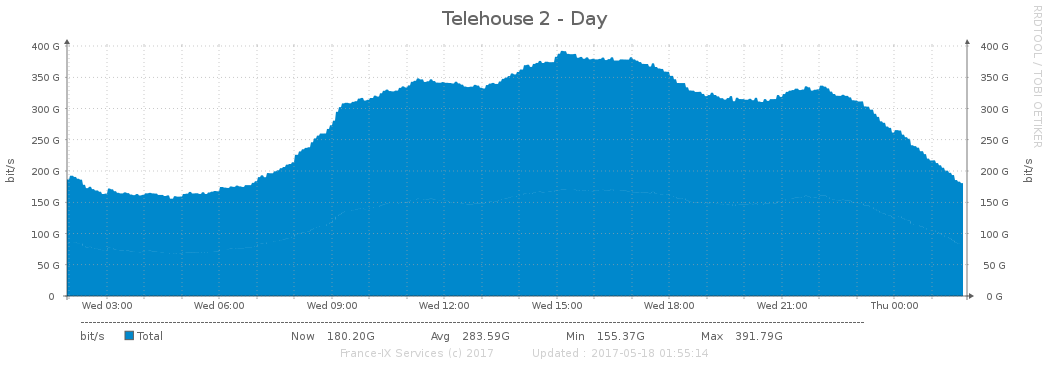 Telehouse 2 - Day
RRDTOOL / TOBI OETIKER
400 G 400 G
350 G 350 G
300 G 300 G
250 G 250 G
200 G 200 G
150 G 150 G
100 G 100 G
50 G 50 G
0 0 G
bit/s bit/s
Wed 03:00 Wed 06:00 Wed 09:00 Wed 12:00 Wed 15:00 Wed 18:00 Wed 21:00 Thu 00:00
bit/s Total Now 180.20G Avg 283.59G Min 155.37G Max 391.79G
France-IX Services (c) 2017 Updated : 2017-05-18 01:55:14